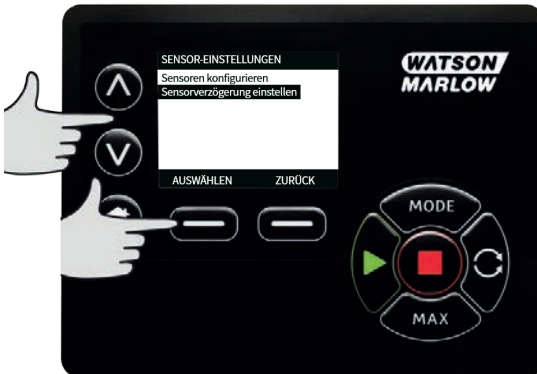 SENSOR-EINSTELLUNGEN
Sensoren konfigurieren
Sensorverzögerung einstellen
AUSWÄHLEN ZURÜCK
WATSON
MARLOW
MODE
MAX